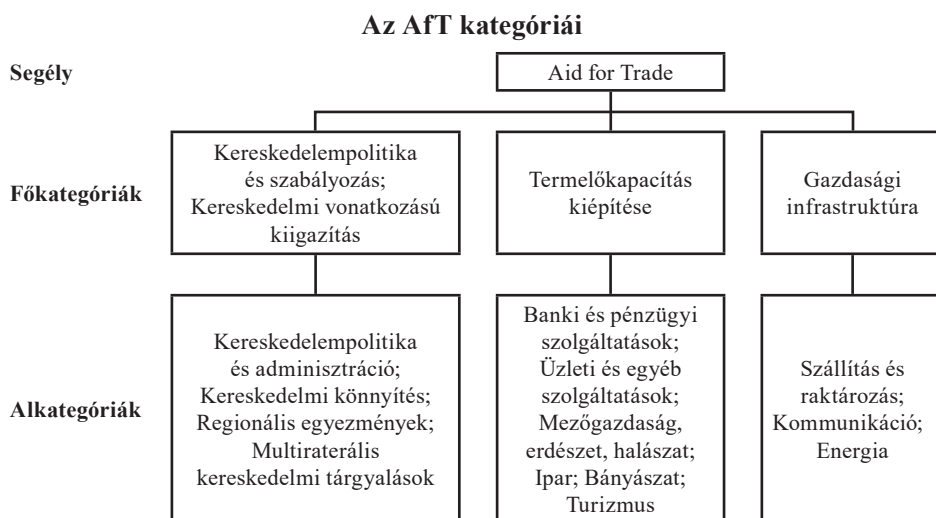 Az AfT kategóriái
Segély
Aid for Trade
Főkategóriák
Kereskedelempolitika
és szabályozás;
Kereskedelmi vonatkozású
kiigazítás
Termelőkapacítás
kiépítése
Gazdasági
infrastruktúra
Alkategóriák
Kereskedelempolitika
és adminisztráció;
Kereskedelmi könnyítés;
Regionális egyezmények;
Multiraterális
kereskedelmi tárgyalások
Banki és pénzügyi
szolgáltatások;
Üzleti és egyéb
szolgáltatások;
Mezőgazdaság,
erdészet, halászat;
Ipar; Bányászat;
Turizmus
Szállítás és
raktározás;
Kommunikáció;
Energia